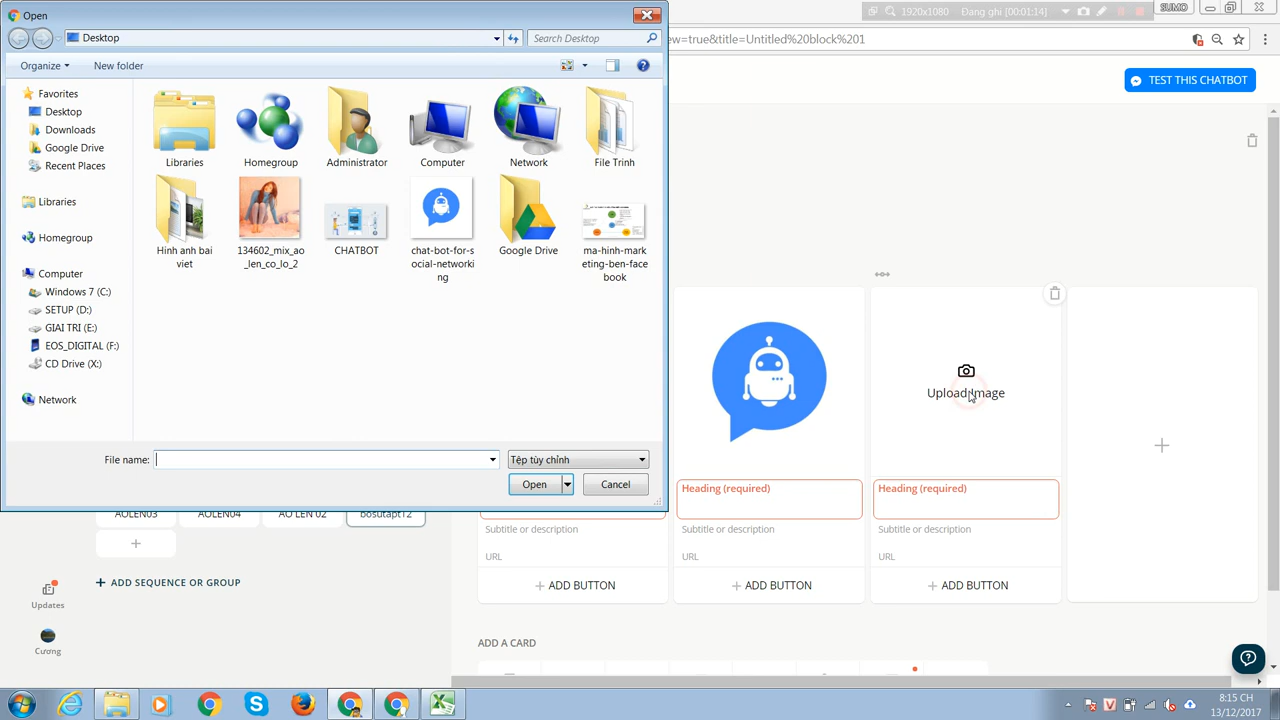 Open
1920x1080
Đang ghi [00:01:14]
SUMO
Desktop
Search Desktop
ew=true&title=Untitled%20block%201
Organize
New folder
TEST THIS CHATBOT
Favorites
Desktop
Downloads
Google Drive
Recent Places
Libraries
Homegroup
Computer
Windows 7 (C:)
SETUP (D:)
GIAI TRI (E:)
EOS_DIGITAL (F:)
CD Drive (X:)
Network
Libraries
Homegroup
Administrator
Computer
Network
File Trinh
Hinh anh bai
viet
134602_mix_ao
_len_co_lo_2
CHATBOT
chat-bot-for-s
ocial-networki
ng
Google Drive
ma-hinh-mark
eting-ben-face
book
File name:
Tệp tùy chỉnh
Open
Cancel
Upload Image
Heading (required)
Heading (required)
Subtitle or description
Subtitle or description
Subtitle or description
URL
URL
URL
ADD BUTTON
ADD BUTTON
ADD BUTTON
AOLEN03
AOLEN04
AO LEN 02
bosutapt12
ADD SEQUENCE OR GROUP
Updates
Cương
ADD A CARD
8:15 CH
13/12/2017